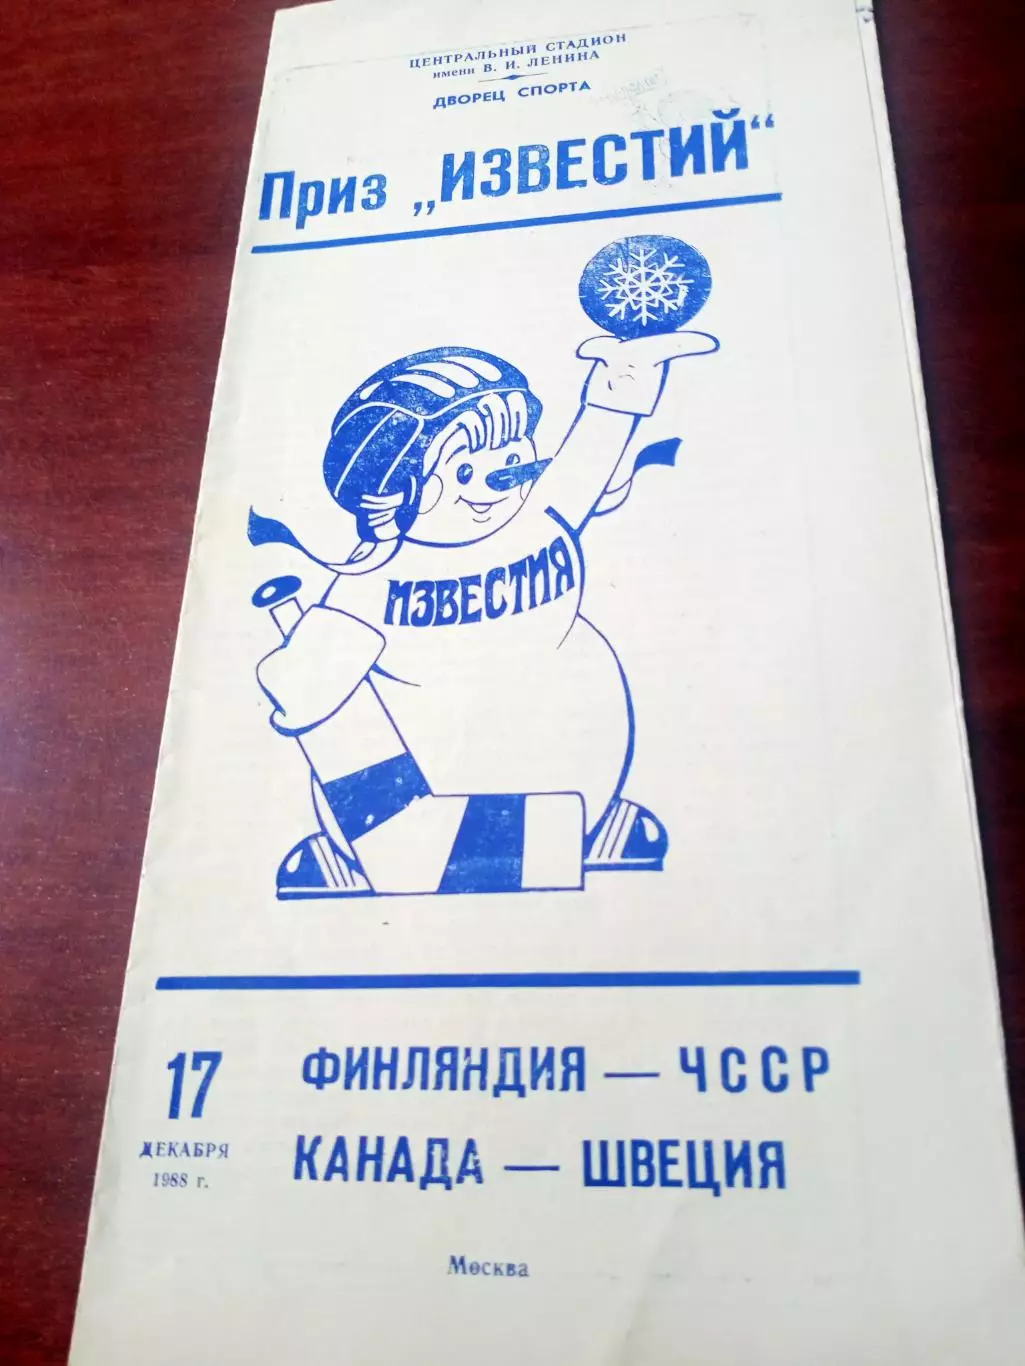 ЦЕНТРАЛЬНЫЙ СТАДИОН
имени В. И. ЛЕНИНА
ДВОРЕЦ СПОРТА
Приз „ИЗВЕСТИЙ“
ИЗВЕСТИЯ
17
ДЕКАБРЯ
1988 г.
ФИНЛЯНДИЯ — ЧССР
КАНАДА — ШВЕЦИЯ
Москва